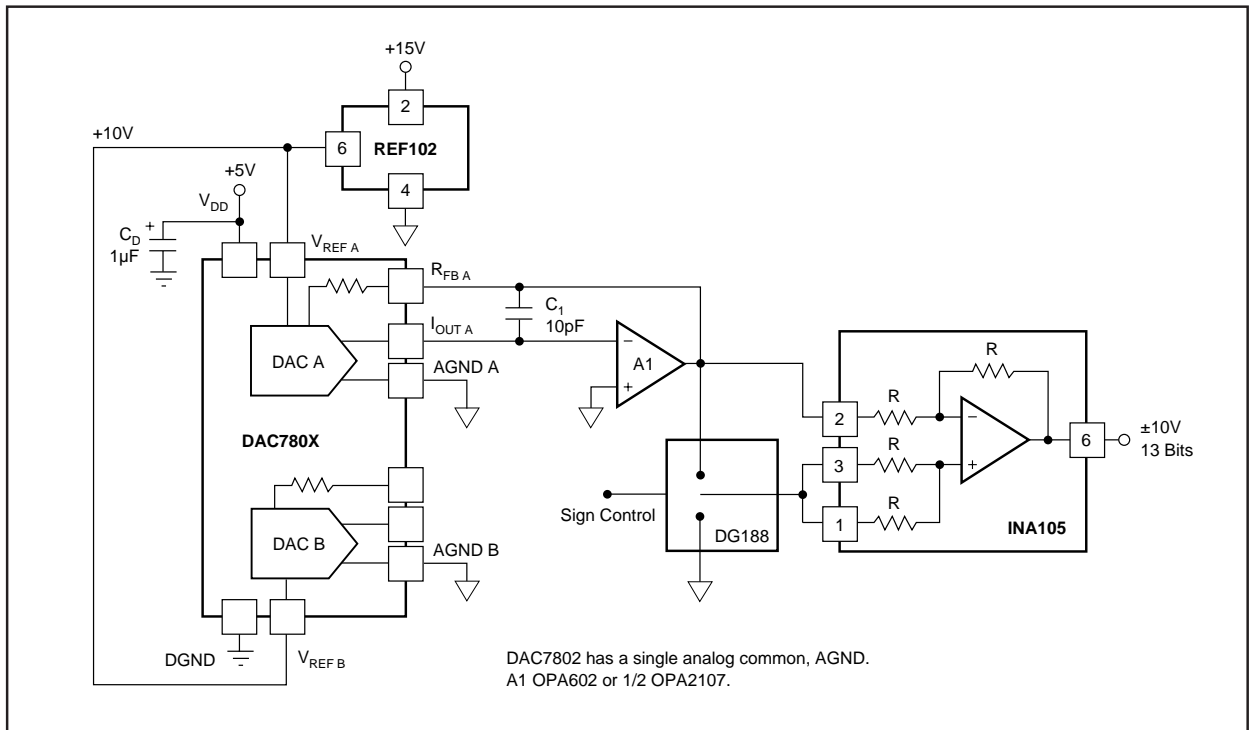 +15V
2
+10V
6
REF102
+5V
4
V_DD
C_D
+
1µF
V_REF A
R_FB A
C_1
10pF
I_OUT A
DAC A
AGND A
DAC780X
−
A1
+
R
2
R
−
3
R
+
6
±10V
13 Bits
1
R
INA105
Sign Control
DG188
DAC B
AGND B
DGND
V_REF B
DAC7802 has a single analog common, AGND.
A1 OPA602 or 1/2 OPA2107.